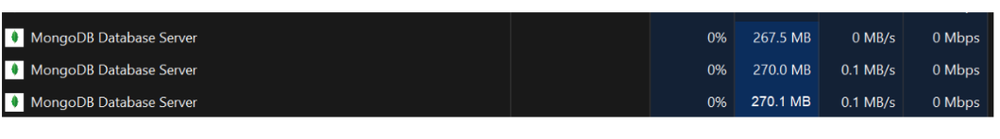 MongoDB Database Server 0% 267.5 MB 0 MB/s 0 Mbps
MongoDB Database Server 0% 270.0 MB 0.1 MB/s 0 Mbps
MongoDB Database Server 0% 270.1 MB 0.1 MB/s 0 Mbps